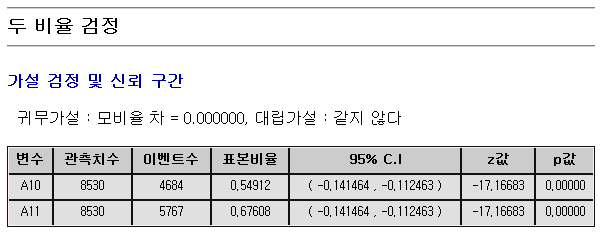 두 비율 검정
가설 검정 및 신뢰 구간
귀무가설 : 모비율 차 = 0.000000, 대립가설 : 같지 않다
변수 관측치수 이벤트수 표본비율 95% C.I z값 p값
A10 8530 4684 0.54912 ( -0.141464 , -0.112463 ) -17.16683 0.00000
A11 8530 5767 0.67608 ( -0.141464 , -0.112463 ) -17.16683 0.00000